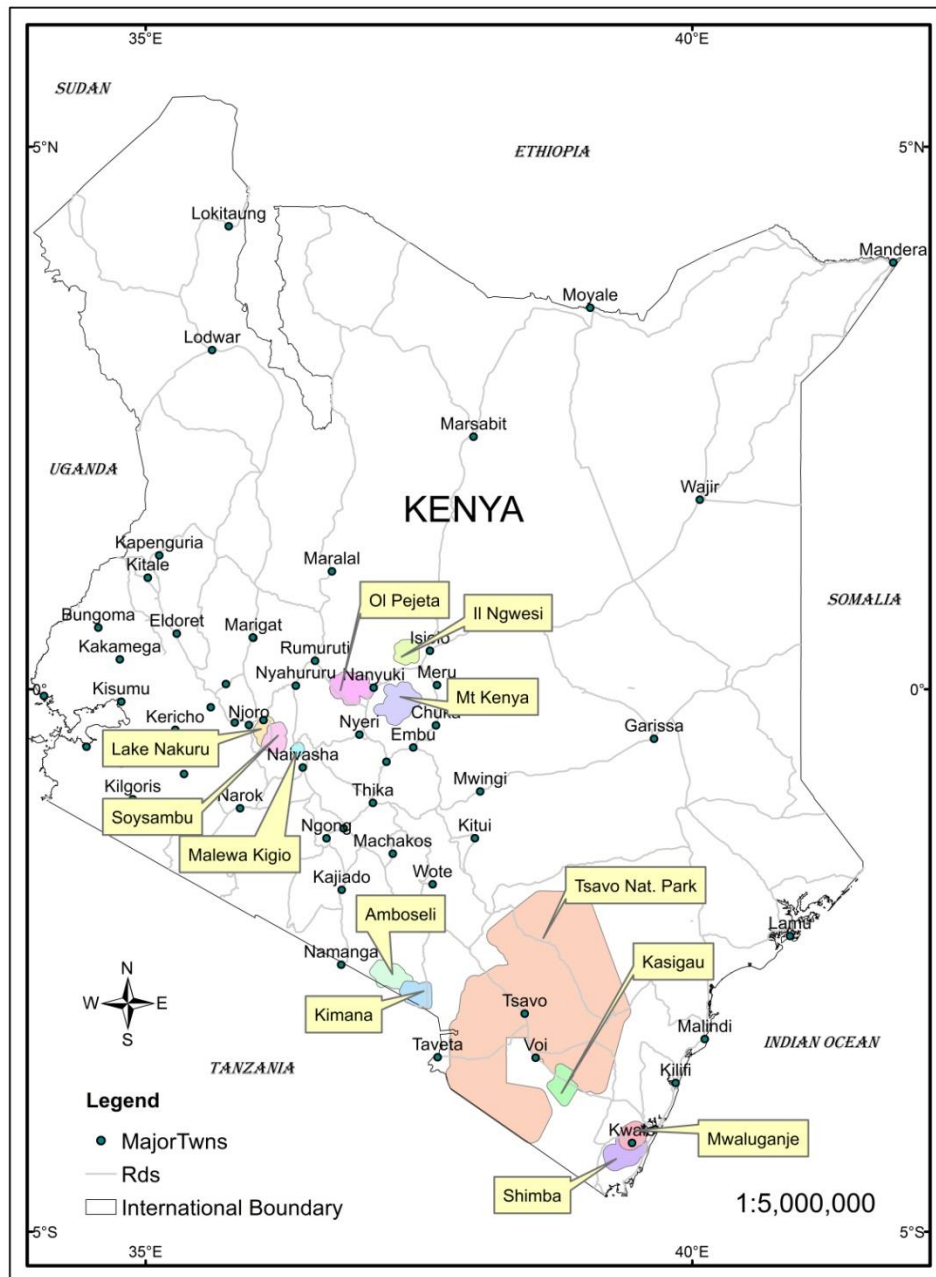 35°E
40°E
SUDAN
5°N
ETHIOPIA
5°N
Lokitaung
Mandera
Moyale
Lodwar
Marsabit
UGANDA
Wajir
KENYA
Kapenguria
Maralal
Kitale
Ol Pejeta
Il Ngwesi
SOMALIA
Bungoma
Eldoret
Marigat
Isiolo
Rumuruti
Kakamega
Nyahururu
Nanyuki
Meru
0°
0°
Kisumu
Mt Kenya
Njoro
Kericho
Nyeri
Chuka
Garissa
Embu
Lake Nakuru
Naivasha
Mwingi
Kilgoris
Soysambu
Narok
Thika
Ngong
Kitui
Malewa Kigio
Machakos
Kajiado
Wote
Tsavo Nat. Park
Amboseli
Lamu
Namanga
Kasigau
N
W
E
S
Kimana
Tsavo
Malindi
Taveta
Voi
INDIAN OCEAN
TANZANIA
Kilifi
Legend
MajorTwns
Kwale
Mwaluganje
Rds
Shimba
International Boundary
1:5,000,000
5°S
5°S
35°E
40°E